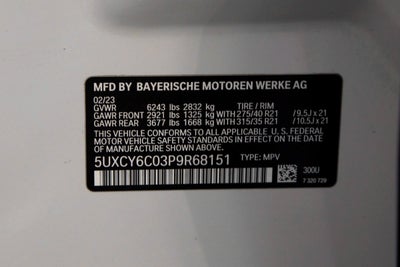 MFD BY BAYERISCHE MOTOREN WERKE AG
02/23
GVWR 6243 lbs 2832 kg TIRE / RIM
GAWR FRONT 2921 lbs 1325 kg WITH 275/40 R21 /9.5J x 21
GAWR REAR 3677 lbs 1668 kg WITH 315/35 R21 /10.5J x 21
THIS VEHICLE CONFORMS TO ALL APPLICABLE U. S. FEDERAL
MOTOR VEHICLE SAFETY STANDARDS IN EFFECT ON THE DATE
OF MANUFACTURE SHOWN ABOVE.
5UXCY6C03P9R68151 TYPE: MPV
300U
7 320 729